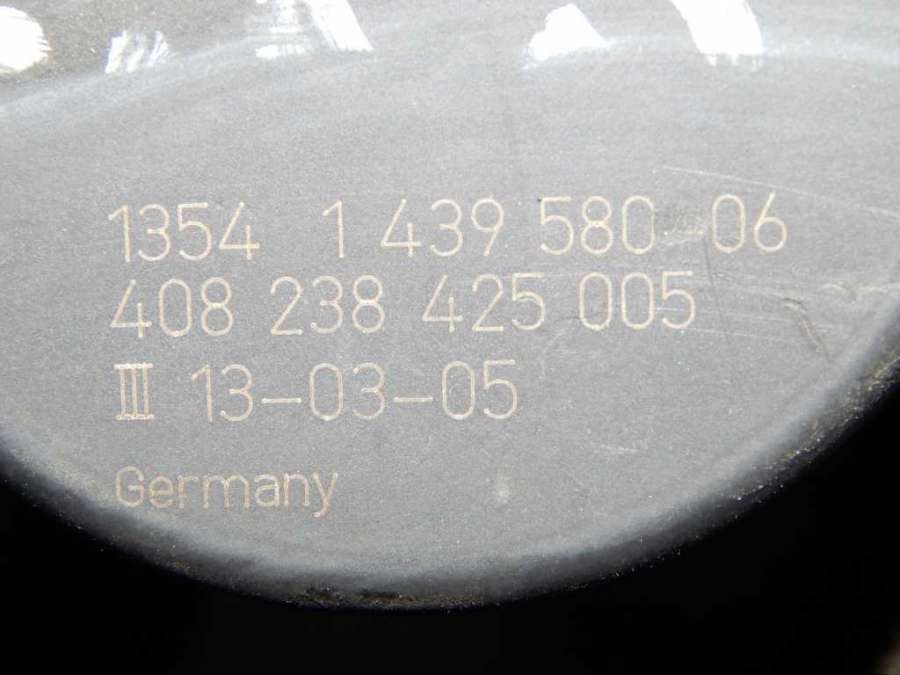 1354 1 439 580 06
408 238 425 005
III 13-03-05
Germany